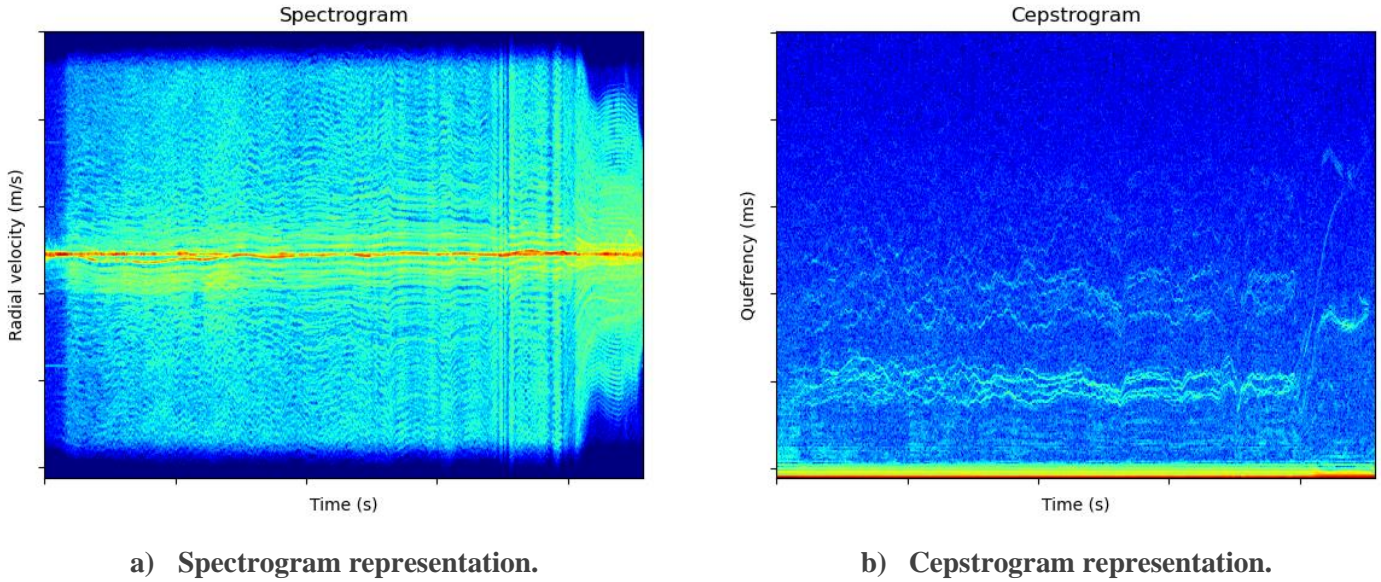 Spectrogram
Radial velocity (m/s)
Time (s)
a) Spectrogram representation.
Cepstrogram
Quefrency (ms)
Time (s)
b) Cepstrogram representation.